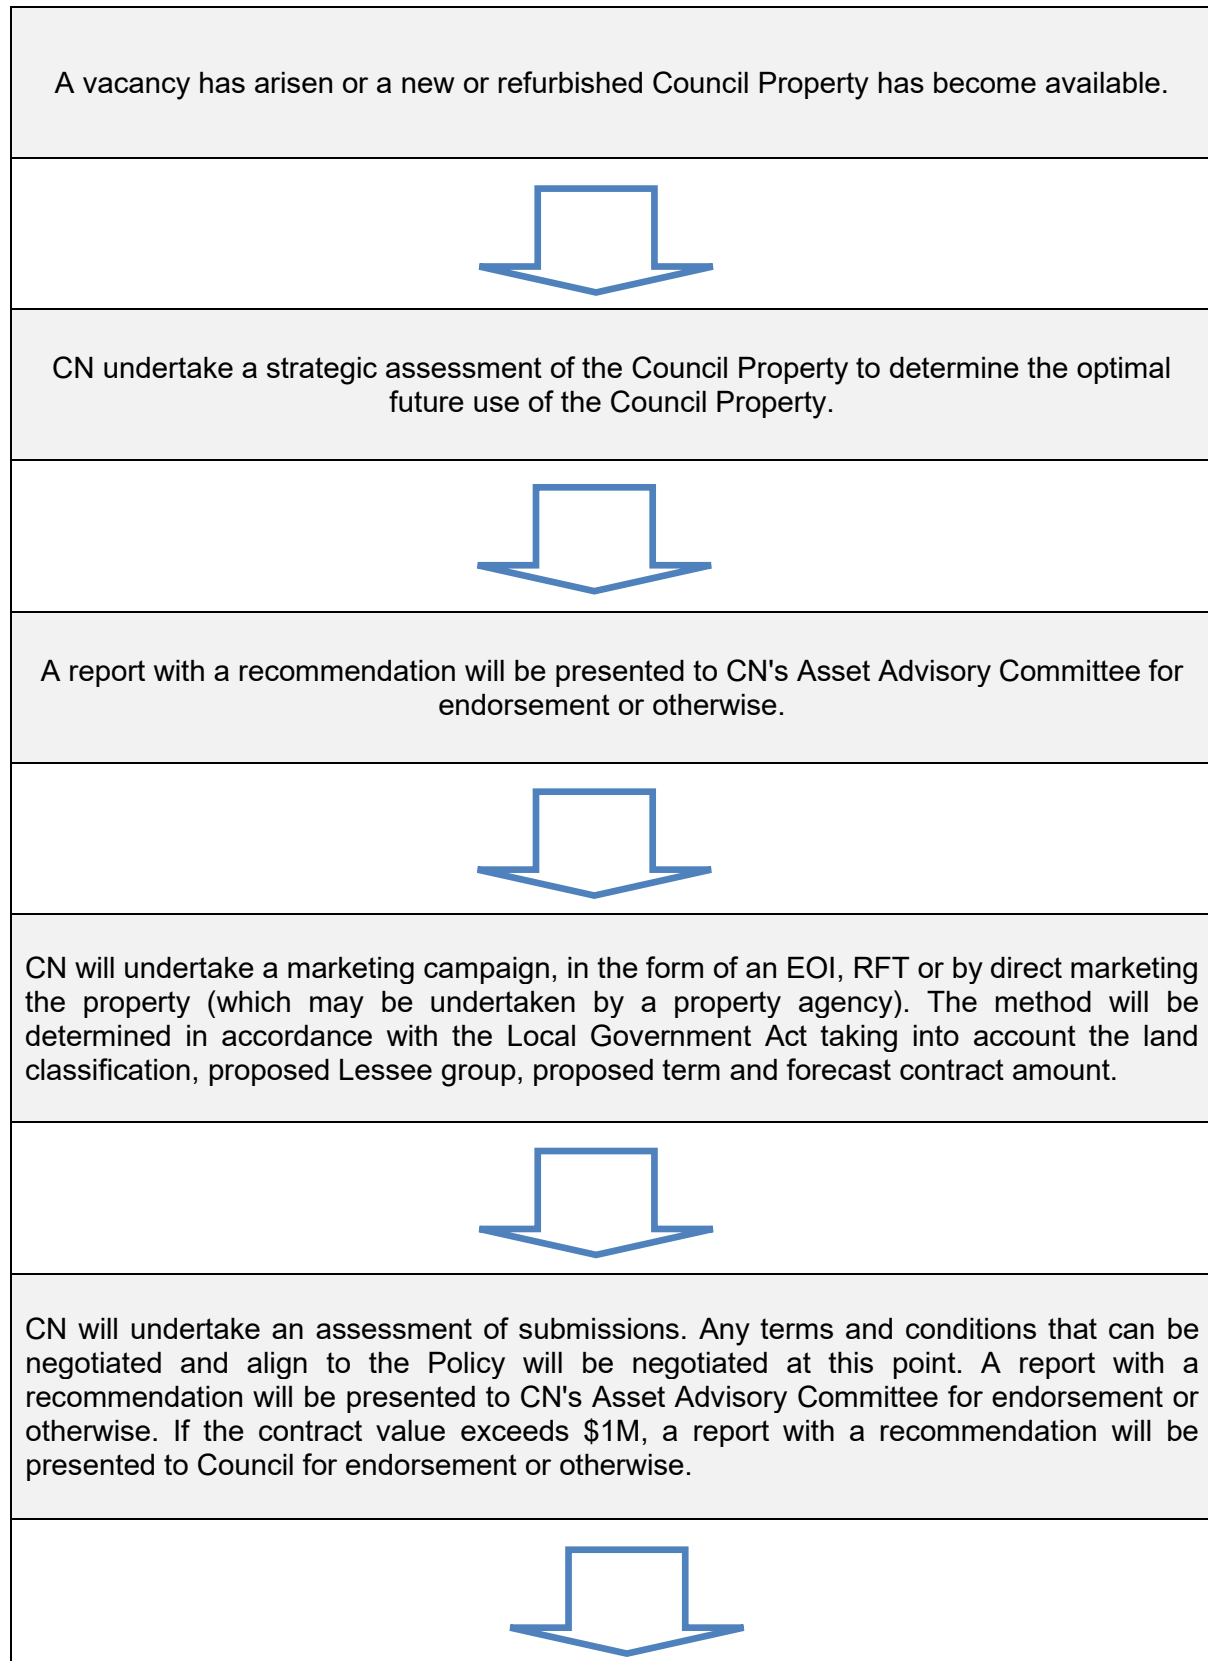 A vacancy has arisen or a new or refurbished Council Property has become available.
CN undertake a strategic assessment of the Council Property to determine the optimal
future use of the Council Property.
A report with a recommendation will be presented to CN's Asset Advisory Committee for
endorsement or otherwise.
CN will undertake a marketing campaign, in the form of an EOI, RFT or by direct marketing
the property (which may be undertaken by a property agency). The method will be
determined in accordance with the Local Government Act taking into account the land
classification, proposed Lessee group, proposed term and forecast contract amount.
CN will undertake an assessment of submissions. Any terms and conditions that can be
negotiated and align to the Policy will be negotiated at this point. A report with a
recommendation will be presented to CN's Asset Advisory Committee for endorsement or
otherwise. If the contract value exceeds $1M, a report with a recommendation will be
presented to Council for endorsement or otherwise.